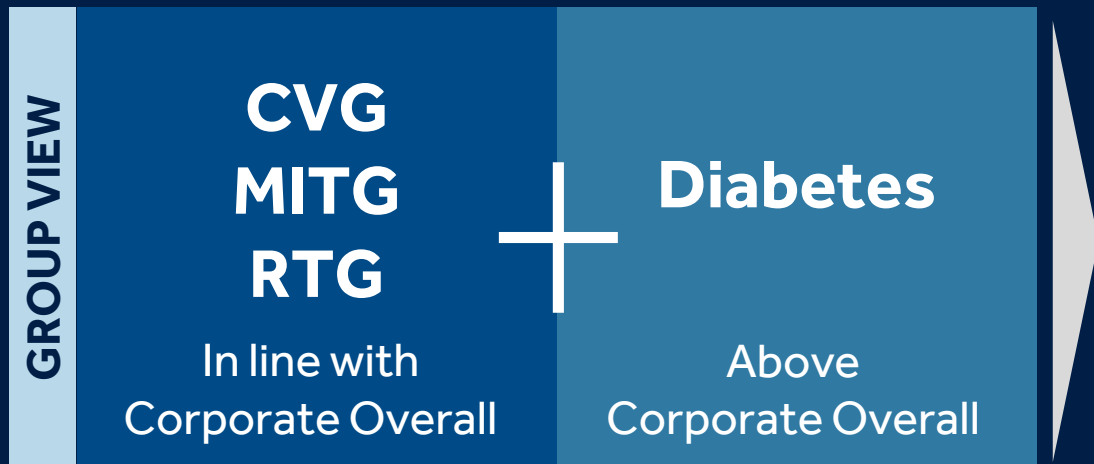 GROUP VIEW
CVG
MITG
RTG
In line with
Corporate Overall
Diabetes
Above
Corporate Overall